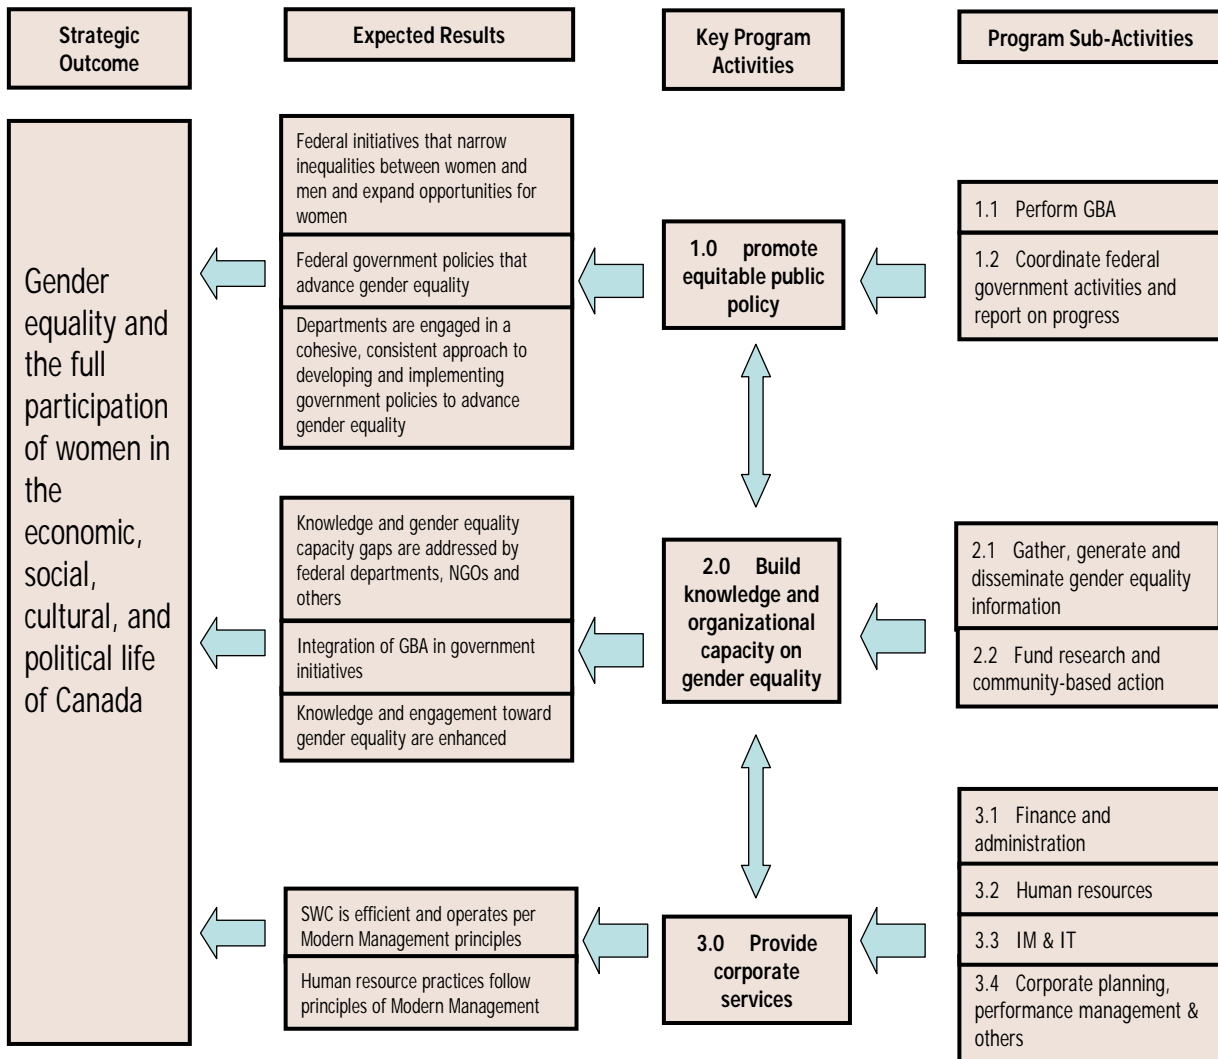 Strategic
Outcome
Expected Results
Key Program
Activities
Program Sub-Activities
Gender
equality and
the full
participation
of women in
the
economic,
social,
cultural, and
political life
of Canada
Federal initiatives that narrow
inequalities between women and
men and expand opportunities for
women
Federal government policies that
advance gender equality
Departments are engaged in a
cohesive, consistent approach to
developing and implementing
government policies to advance
gender equality
1.0 promote
equitable public
policy
1.1 Perform GBA
1.2 Coordinate federal
government activities and
report on progress
Knowledge and gender equality
capacity gaps are addressed by
federal departments, NGOs and
others
Integration of GBA in government
initiatives
Knowledge and engagement toward
gender equality are enhanced
2.0 Build
knowledge and
organizational
capacity on
gender equality
2.1 Gather, generate and
disseminate gender equality
information
2.2 Fund research and
community-based action
SWC is efficient and operates per
Modern Management principles
Human resource practices follow
principles of Modern Management
3.0 Provide
corporate
services
3.1 Finance and
administration
3.2 Human resources
3.3 IM & IT
3.4 Corporate planning,
performance management &
others